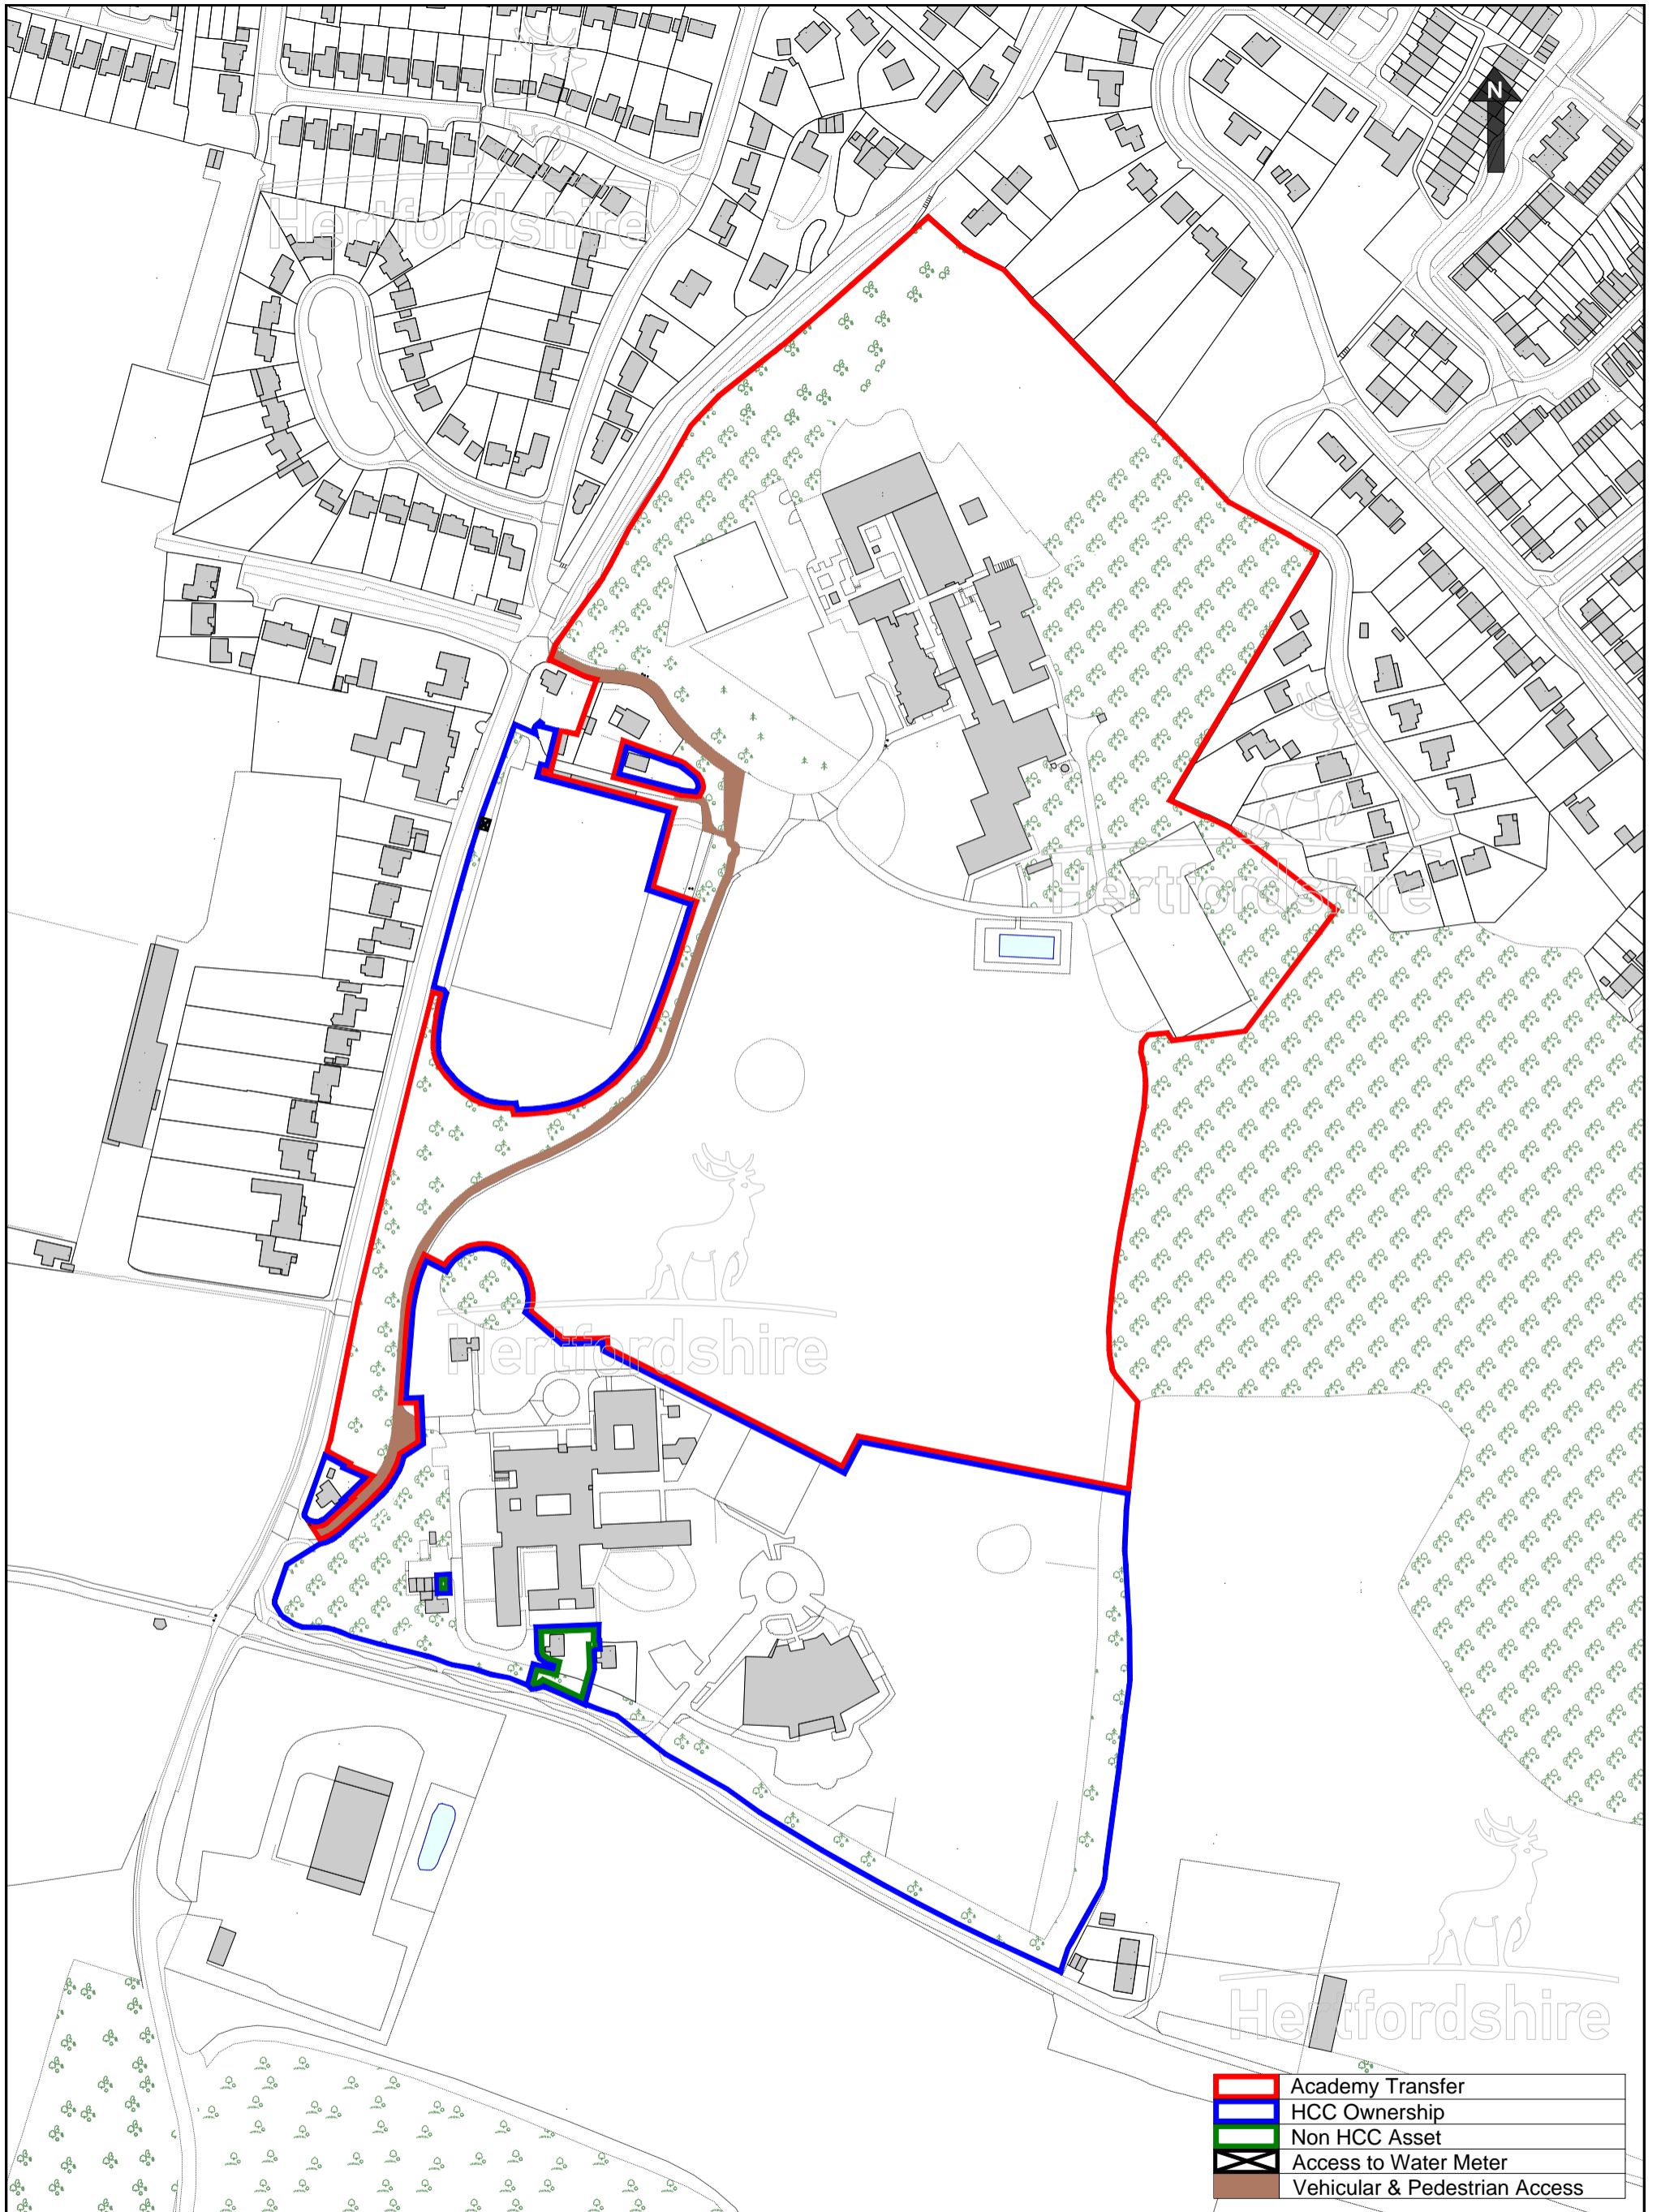 N
Hertfordshire
Hertfordshire
Hertfordshire
Hertfordshire
Academy Transfer
HCC Ownership
Non HCC Asset
Access to Water Meter
Vehicular & Pedestrian Access